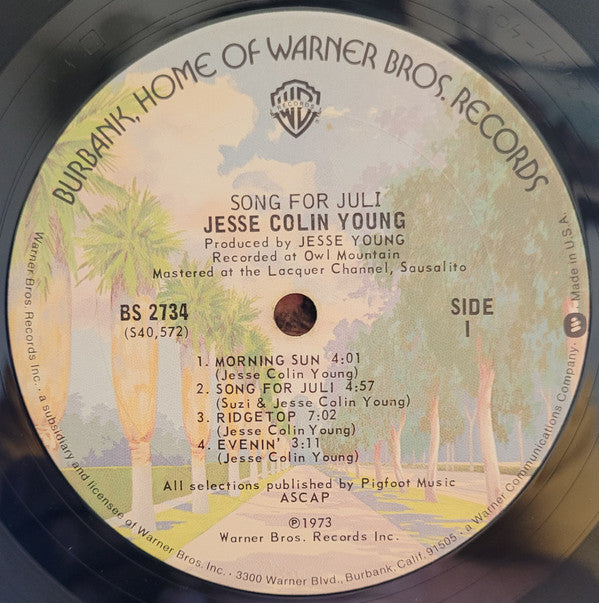 BURBANK, HOME OF WARNER BROS. RECORDS
WB
RECORDS
SONG FOR JULI
JESSE COLIN YOUNG
Produced by JESSE YOUNG
Recorded at Owl Mountain
Mastered at the Lacquer Channel, Sausalito
BS 2734
(S40,572)
SIDE
1
1. MORNING SUN 4:01
(Jesse Colin Young)
2. SONG FOR JULI 4:57
(Suzi & Jesse Colin Young)
3. RIDGETOP 7:02
(Jesse Colin Young)
4. EVENIN' 3:11
(Jesse Colin Young)
All selections published by Pigfoot Music
ASCAP
℗1973
Warner Bros. Records Inc.
Warner Bros. Records Inc. · a subsidiary and licensee of Warner Bros. Inc. · 3300 Warner Blvd., Burbank, Calif. 91505 · a Warner Communications Company. Made in U.S.A.